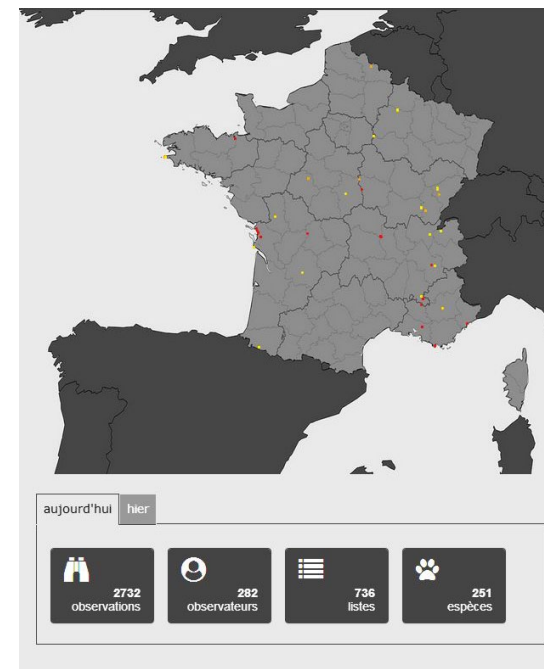 aujourd'hui hier
2732
observations
282
observateurs
736
listes
251
espèces